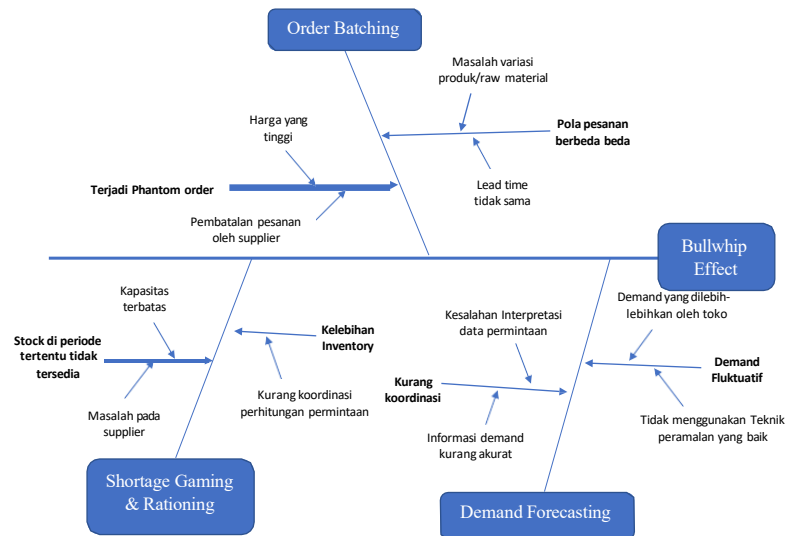 Order Batching
Masalah variasi
produk/raw material
Harga yang
tinggi
Pola pesanan
berbeda beda
Terjadi Phantom order
Lead time
tidak sama
Pembatalan pesanan
oleh supplier
Bullwhip
Effect
Kapasitas
terbatas
Kesalahan Interpretasi
data permintaan
Demand yang dilebih-
lebihkan oleh toko
Stock di periode
tertentu tidak
tersedia
Kelebihan
Inventory
Kurang
koordinasi
Demand
Fluktuatif
Masalah pada
supplier
Kurang koordinasi
perhitungan permintaan
Informasi demand
kurang akurat
Tidak menggunakan Teknik
peramalan yang baik
Shortage Gaming
& Rationing
Demand Forecasting